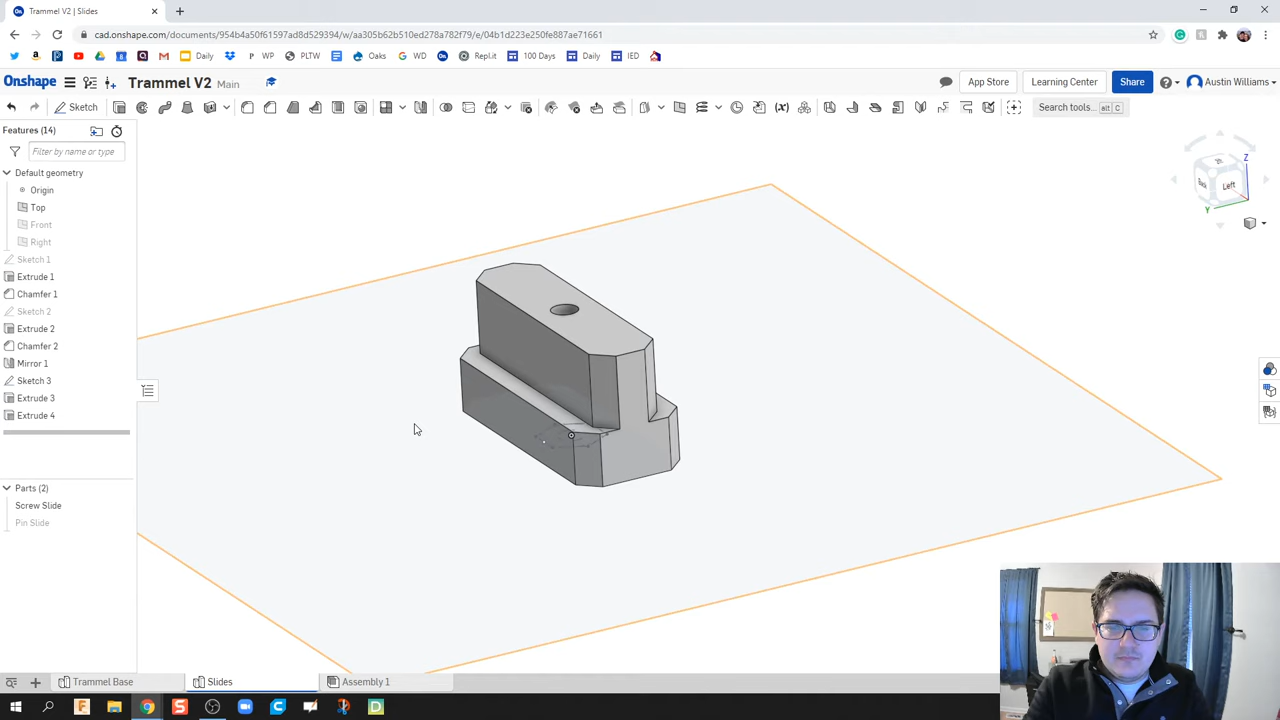 Trammel V2 | Slides
cad.onshape.com/documents/954b4a50f61597ad8d529394/w/aa305b62b510ed278a782f79/e/04b1d223e250fe887ae71661
Daily
WP
PLTW
Oaks
WD
Repl.it
100 Days
Daily
IED
Onshape
Trammel V2 Main
App Store
Learning Center
Share
Austin Williams
Sketch
Search tools... alt c
Features (14)
Filter by name or type
Default geometry
Origin
Top
Front
Right
Sketch 1
Extrude 1
Chamfer 1
Sketch 2
Extrude 2
Chamfer 2
Mirror 1
Sketch 3
Extrude 3
Extrude 4
Parts (2)
Screw Slide
Pin Slide
Z
Back
Left
Y
Trammel Base
Slides
Assembly 1